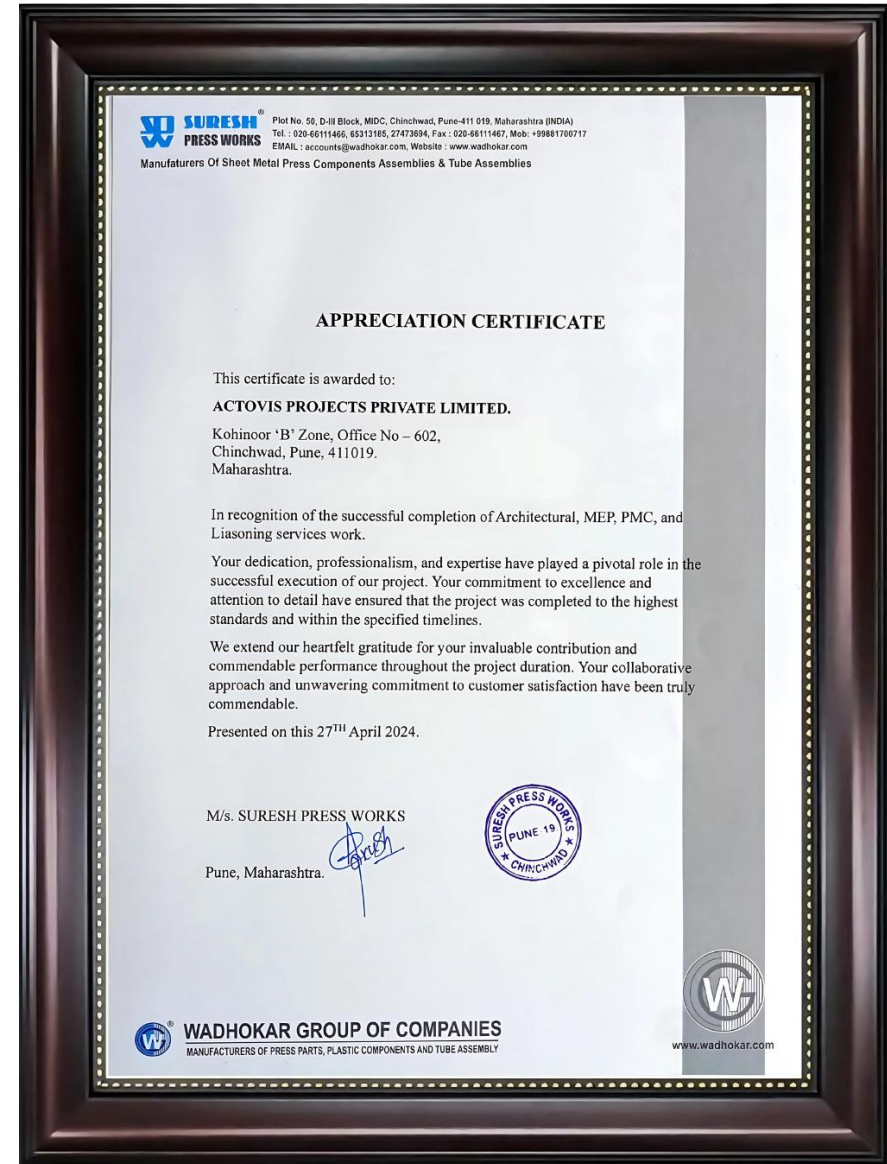 SURESH®
PRESS WORKS
Plot No. 50, D-III Block, MIDC, Chinchwad, Pune-411 019, Maharashtra (INDIA)
Tel. : 020-66111466, 65313185, 27473694, Fax : 020-66111467, Mob: +99881700717
EMAIL : accounts@wadhokar.com, Website : www.wadhokar.com
Manufaturers Of Sheet Metal Press Components Assemblies & Tube Assemblies
APPRECIATION CERTIFICATE
This certificate is awarded to:
ACTOVIS PROJECTS PRIVATE LIMITED.
Kohinoor ‘B’ Zone, Office No – 602,
Chinchwad, Pune, 411019.
Maharashtra.
In recognition of the successful completion of Architectural, MEP, PMC, and
Liasoning services work.
Your dedication, professionalism, and expertise have played a pivotal role in the
successful execution of our project. Your commitment to excellence and
attention to detail have ensured that the project was completed to the highest
standards and within the specified timelines.
We extend our heartfelt gratitude for your invaluable contribution and
commendable performance throughout the project duration. Your collaborative
approach and unwavering commitment to customer satisfaction have been truly
commendable.
Presented on this 27TH April 2024.
M/s. SURESH PRESS WORKS
Pune, Maharashtra.
SURESH PRESS WORKS
PUNE-19
★ CHINCHWAD ★
W®
WADHOKAR GROUP OF COMPANIES
MANUFACTURERS OF PRESS PARTS, PLASTIC COMPONENTS AND TUBE ASSEMBLY
WG
www.wadhokar.com